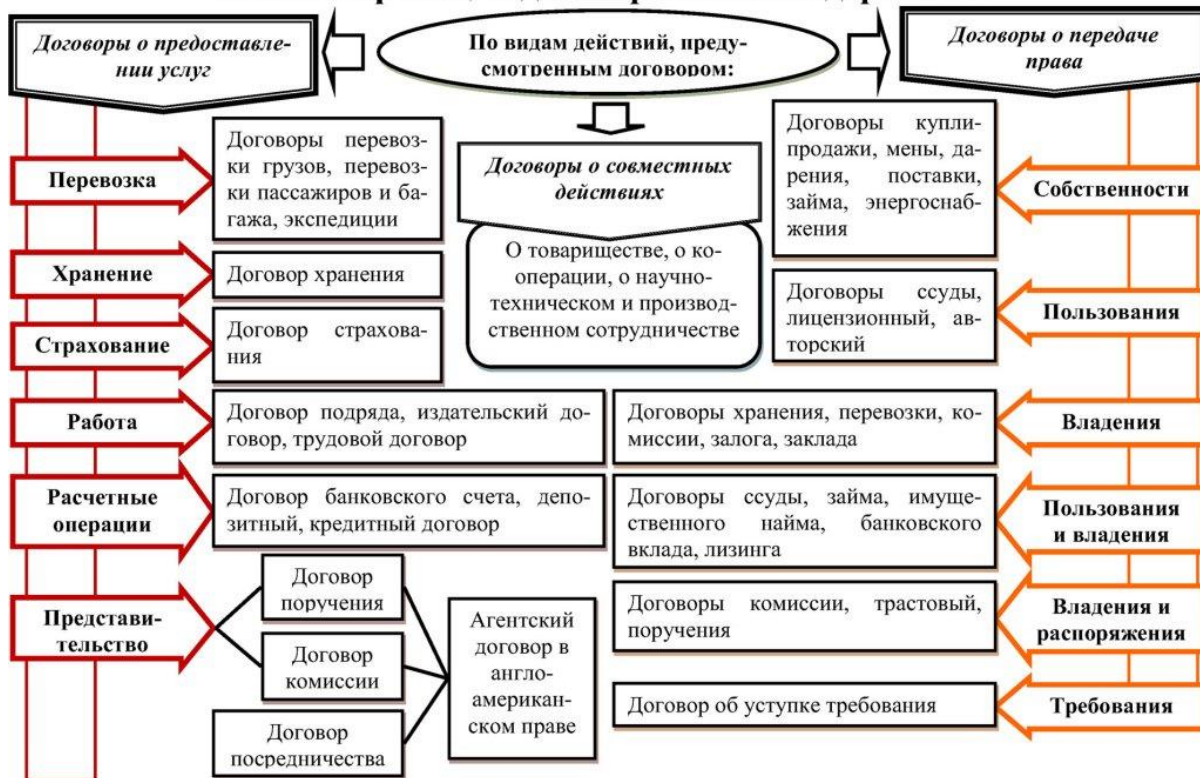 Договоры о предоставле-
нии услуг
По видам действий, преду-
смотренным договором:
Договоры о передаче
права
Перевозка
Договоры перевоз-
ки грузов, перевоз-
ки пассажиров и ба-
гажа, экспедиции
Хранение
Договор хранения
Страхование
Договор страхова-
ния
Работа
Договор подряда, издательский до-
говор, трудовой договор
Расчетные
операции
Договор банковского счета, депо-
зитный, кредитный договор
Представи-
тельство
Договор
поручения
Договор
комиссии
Договор
посредничества
Агентский
договор в
англо-
американ-
ском праве
Договоры о совместных
действиях
О товариществе, о ко-
операции, о научно-
техническом и производ-
ственном сотрудничестве
Договоры купли-
продажи, мены, да-
рения, поставки,
займа, энергоснаб-
жения
Собственности
Договоры ссуды,
лицензионный, ав-
торский
Пользования
Договоры хранения, перевозки, ко-
миссии, залога, заклада
Владения
Договоры ссуды, займа, имуще-
ственного найма, банковского
вклада, лизинга
Пользования
и владения
Договоры комиссии, трастовый,
поручения
Владения и
распоряжения
Договор об уступке требования
Требования